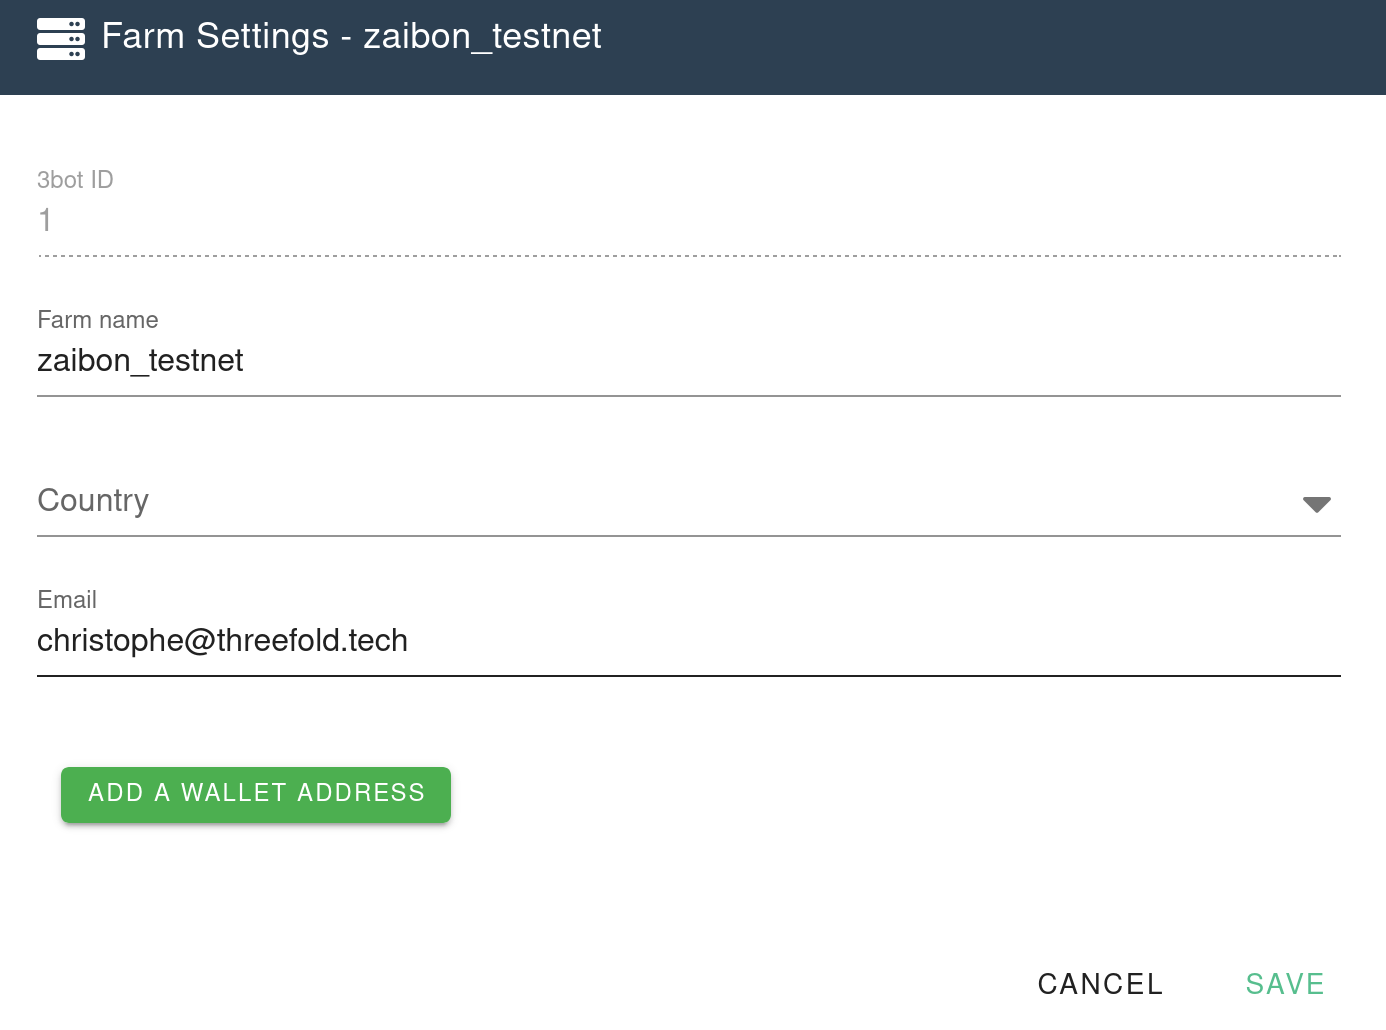 Farm Settings - zaibon_testnet
3bot ID
1
Farm name
zaibon_testnet
Country
Email
christophe@threefold.tech
ADD A WALLET ADDRESS
CANCEL SAVE